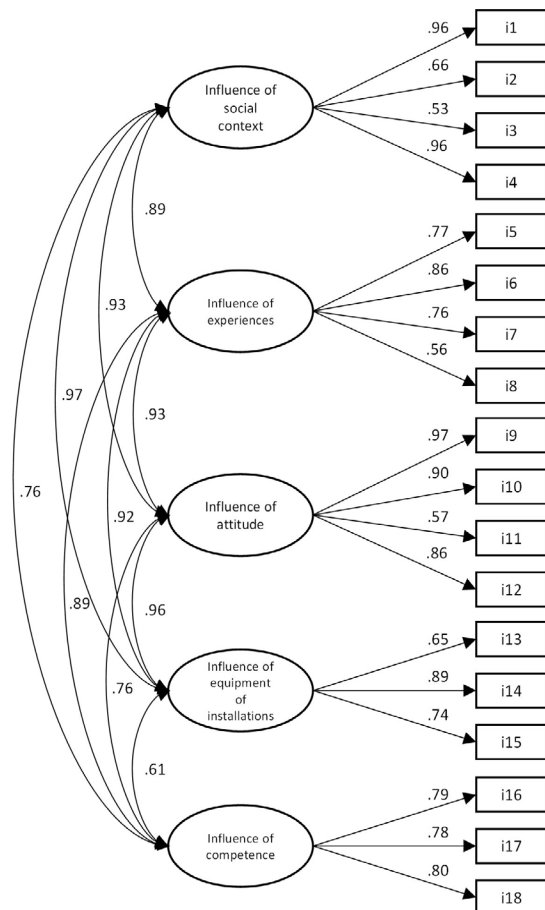 .96
i1
.66
i2
Influence of
social
context
.53
i3
.96
i4
.89
.77
i5
.86
i6
Influence of
experiences
.76
i7
.56
i8
.93
.97
.93
.76
.97
i9
.90
i10
Influence of
attitude
.57
i11
.86
i12
.92
.89
.96
.76
.65
i13
Influence of
equipment
of
installations
.89
i14
.74
i15
.61
.79
i16
Influence of
competence
.78
i17
.80
i18